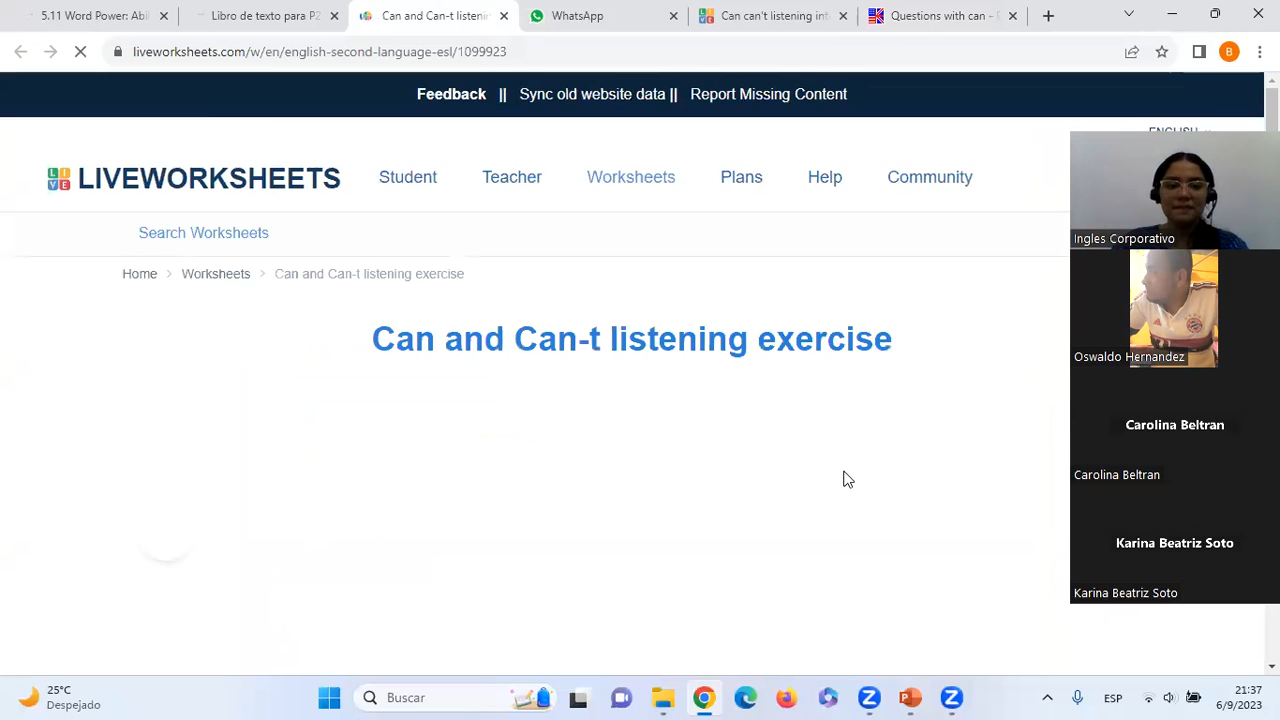 5.11 Word Power: Abil
Libro de texto para P2
Can and Can-t listenin
WhatsApp
Can can't listening int
Questions with can - E
liveworksheets.com/w/en/english-second-language-esl/1099923
B
Feedback || Sync old website data || Report Missing Content
ENGLISH
LIVE
LIVEWORKSHEETS
Student
Teacher
Worksheets
Plans
Help
Community
Search Worksheets
Home > Worksheets > Can and Can-t listening exercise
Can and Can-t listening exercise
Ingles Corporativo
Oswaldo Hernandez
Carolina Beltran
Carolina Beltran
Karina Beatriz Soto
Karina Beatriz Soto
25°C
Despejado
Buscar
ESP
21:37
6/9/2023